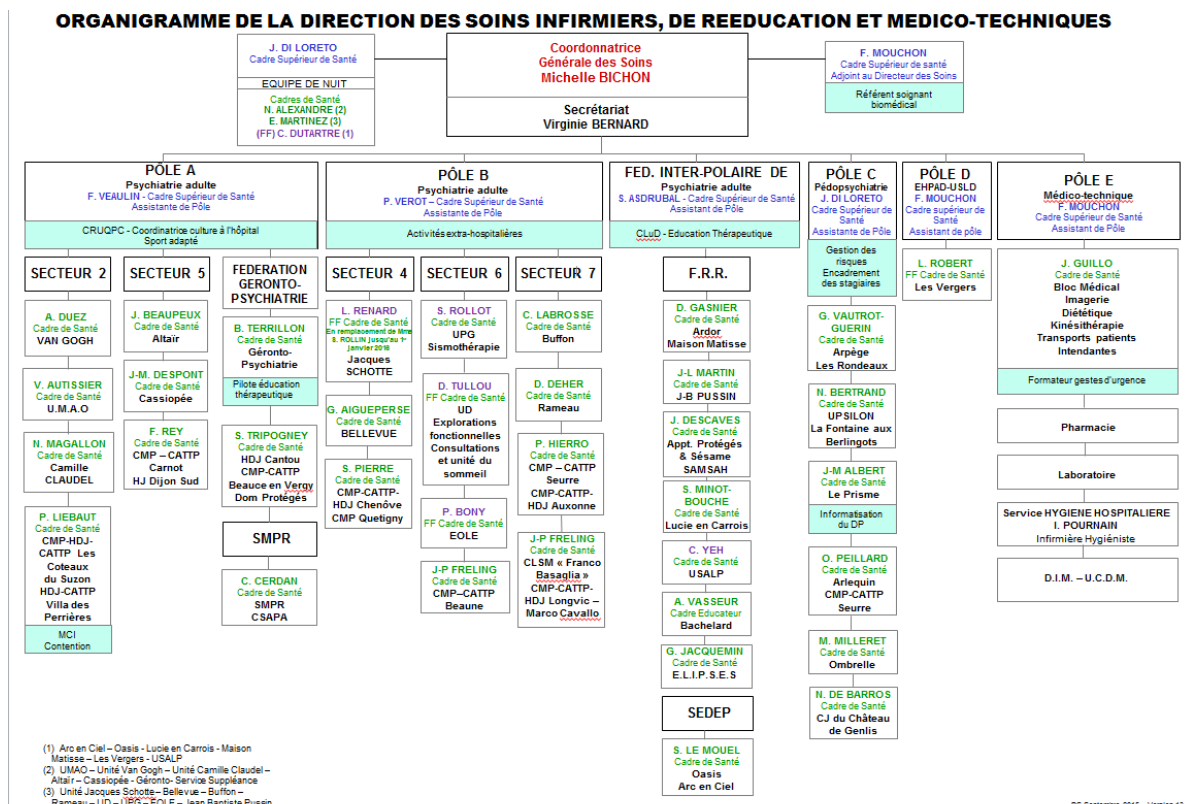 ORGANIGRAMME DE LA DIRECTION DES SOINS INFIRMIERS, DE REEDUCATION ET MEDICO-TECHNIQUES
J. DI LORETO
Cadre Supérieur de Santé
EQUIPE DE NUIT
Cadres de Santé
N. ALEXANDRE (2)
E. MARTINEZ (3)
(FF) C. DUTARTRE (1)
Coordonnatrice
Générale des Soins
Michelle BICHON
Secrétariat
Virginie BERNARD
F. MOUCHON
Cadre Supérieur de santé
Adjoint au Directeur des Soins
Référent soignant
biomédical
PÔLE A
Psychiatrie adulte
F. VEAULIN - Cadre Supérieur de Santé
Assistante de Pôle
CRUQPC - Coordinatrice culture à l'hôpital
Sport adapté
SECTEUR 2
A. DUEZ
Cadre de Santé
VAN GOGH
V. AUTISSIER
Cadre de Santé
U.M.A.O
N. MAGALLON
Cadre de Santé
Camille
CLAUDEL
P. LIEBAUT
Cadre de Santé
CMP-HDJ-
CATTP Les
Coteaux
du Suzon
HDJ-CATTP
Villa des
Perrières
MCI
Contention
SECTEUR 5
J. BEAUPEUX
Cadre de Santé
Altaïr
J-M. DESPONT
Cadre de Santé
Cassiopée
F. REY
Cadre de Santé
CMP – CATTP
Carnot
HJ Dijon Sud
FEDERATION
GERONTO-
PSYCHIATRIE
B. TERRILLON
Cadre de Santé
Géronto-
Psychiatrie
Pilote éducation
thérapeutique
S. TRIPOGNEY
Cadre de Santé
HDJ Cantou
CMP-CATTP
Beauce en Vergy
Dom Protégés
SMPR
C. CERDAN
Cadre de Santé
SMPR
CSAPA
PÔLE B
Psychiatrie adulte
P. VEROT – Cadre Supérieur de Santé
Assistante de Pôle
Activités extra-hospitalières
SECTEUR 4
L. RENARD
FF Cadre de Santé
En remplacement de Mme
S. ROLLIN jusqu'au 1er
janvier 2016
Jacques
SCHOTTE
G. AIGUEPERSE
Cadre de Santé
BELLEVUE
S. PIERRE
Cadre de Santé
CMP-CATTP-
HDJ Chenôve
CMP Quetigny
SECTEUR 6
S. ROLLOT
Cadre de Santé
UPG
Sismothérapie
D. TULLOU
FF Cadre de Santé
UD
Explorations
fonctionnelles
Consultations
et unité du
sommeil
P. BONY
FF Cadre de Santé
EOLE
J-P FRELING
Cadre de Santé
CMP–CATTP
Beaune
SECTEUR 7
C. LABROSSE
Cadre de Santé
Buffon
D. DEHER
Cadre de Santé
Rameau
P. HIERRO
Cadre de Santé
CMP – CATTP
Seurre
CMP-CATTP-
HDJ Auxonne
J-P FRELING
Cadre de Santé
CLSM « Franco
Basaglia »
CMP-CATTP-
HDJ Longvic –
Marco Cavallo
FED. INTER-POLAIRE DE
Psychiatrie adulte
S. ASDRUBAL - Cadre Supérieur de Santé
Assistant de Pôle
CLuD - Education Thérapeutique
F.R.R.
D. GASNIER
Cadre de Santé
Ardor
Maison Matisse
J-L MARTIN
Cadre de Santé
J-B PUSSIN
J. DESCAVES
Cadre de Santé
Appt. Protégés
& Sésame
SAMSAH
S. MINOT-
BOUCHE
Cadre de Santé
Lucie en Carrois
C. YEH
Cadre de Santé
USALP
A. VASSEUR
Cadre Educateur
Bachelard
G. JACQUEMIN
Cadre de Santé
E.L.I.P.S.E.S
SEDEP
S. LE MOUEL
Cadre de Santé
Oasis
Arc en Ciel
PÔLE C
Pédopsychiatrie
J. DI LORETO
Cadre Supérieur de
Santé
Assistante de Pôle
Gestion des
risques
Encadrement
des stagiaires
G. VAUTROT-
GUERIN
Cadre de Santé
Arpège
Les Rondeaux
N. BERTRAND
Cadre de Santé
UPSILON
La Fontaine aux
Berlingots
J-M ALBERT
Cadre de Santé
Le Prisme
Informatisation
du DP
O. PEILLARD
Cadre de Santé
Arlequin
CMP-CATTP
Seurre
M. MILLERET
Cadre de Santé
Ombrelle
N. DE BARROS
Cadre de Santé
CJ du Château
de Genlis
PÔLE D
EHPAD-USLD
F. MOUCHON
Cadre supérieur de
Santé
Assistant de pôle
L. ROBERT
FF Cadre de Santé
Les Vergers
PÔLE E
Médico-technique
F. MOUCHON
Cadre Supérieur de Santé
Assistant de Pôle
J. GUILLO
Cadre de Santé
Bloc Médical
Imagerie
Diététique
Kinésithérapie
Transports patients
Intendantes
Formateur gestes d'urgence
Pharmacie
Laboratoire
Service HYGIENE HOSPITALIERE
I. POURNAIN
Infirmière Hygiéniste
D.I.M. – U.C.D.M.
(1) Arc en Ciel – Oasis - Lucie en Carrois - Maison
Matisse – Les Vergers - USALP
(2) UMAO – Unité Van Gogh – Unité Camille Claudel –
Altaïr – Cassiopée - Géronto- Service Suppléance
(3) Unité Jacques Schotte– Bellevue – Buffon –
Rameau – UD – UPG – EOLE – Jean Baptiste Pussin